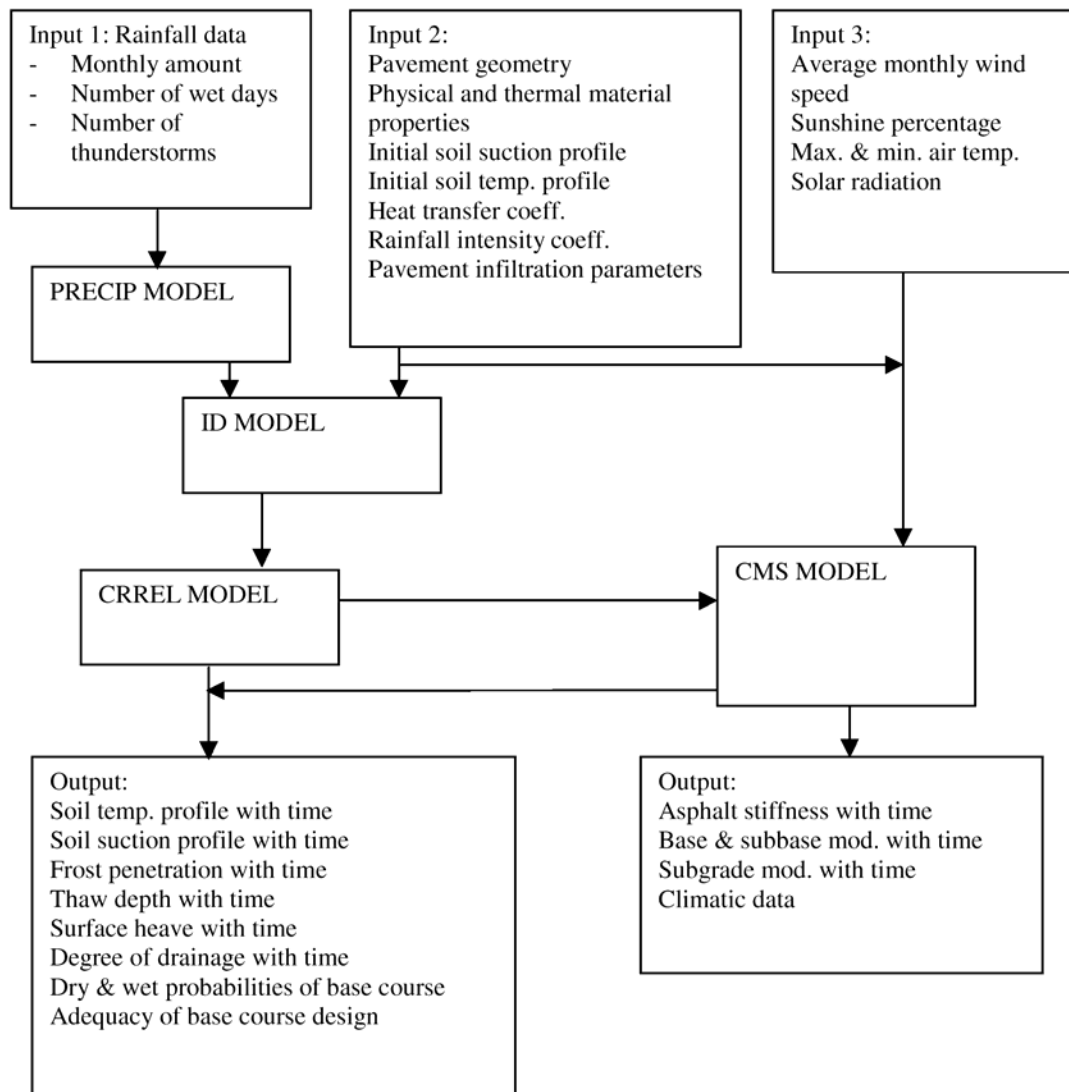 Input 1: Rainfall data
- Monthly amount
- Number of wet days
- Number of
thunderstorms
Input 2:
Pavement geometry
Physical and thermal material
properties
Initial soil suction profile
Initial soil temp. profile
Heat transfer coeff.
Rainfall intensity coeff.
Pavement infiltration parameters
Input 3:
Average monthly wind
speed
Sunshine percentage
Max. & min. air temp.
Solar radiation
PRECIP MODEL
ID MODEL
CRREL MODEL
CMS MODEL
Output:
Soil temp. profile with time
Soil suction profile with time
Frost penetration with time
Thaw depth with time
Surface heave with time
Degree of drainage with time
Dry & wet probabilities of base course
Adequacy of base course design
Output:
Asphalt stiffness with time
Base & subbase mod. with time
Subgrade mod. with time
Climatic data